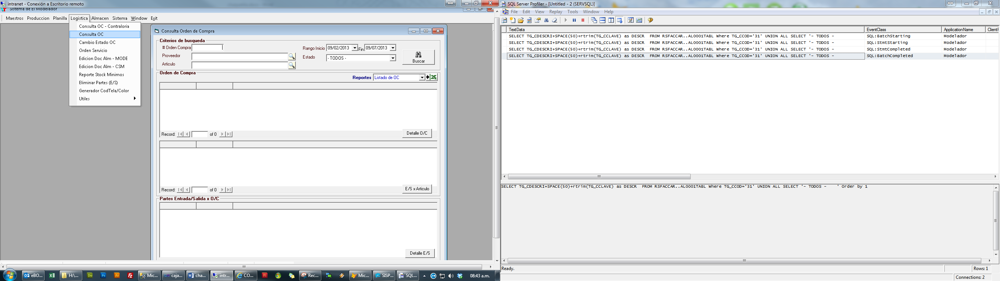 intranet - Conexión a Escritorio remoto
Sistema de El Modelador
Maestros Produccion Planilla Logistica Almacen Sistema Window Exit
Consulta OC - Contraloria
Consulta OC
Cambio Estado OC
Orden Servicio
Edicion Doc Alm - MODE
Edicion Doc Alm - CSM
Reporte Stock Minimos
Eliminar Partes (E/S)
Generador CodTela/Color
Utiles
Consulta Orden de Compra
Criterios de busqueda
# Orden Compra
Rango Inicio 09/02/2013 Fin 09/07/2013
Proveedor
Estado - TODOS -
Buscar
Articulo
Orden de Compra
Reportes Listado de OC
Record: of 0
Detalle O/C
Record: of 0
E/S x Articulo
Partes Entrada/Salida x O/C
Detalle E/S
eBO... H:\... Mic... caja... cha... intr... CO... Rec... Mic... SISP... SQL... 08:43 a.m.
SQL Server Profiler - [Untitled - 2 (SERVSQL)]
File Edit View Replay Tools Window Help
TextData EventClass ApplicationName ClientF
SELECT TG_CDESCRI+SPACE(50)+rtrim(TG_CCLAVE) as DESCR FROM RSFACCAR..AL0001TABL Where TG_CCOD='31' UNION ALL SELECT '- TODOS - SQL:BatchStarting Modelador
SELECT TG_CDESCRI+SPACE(50)+rtrim(TG_CCLAVE) as DESCR FROM RSFACCAR..AL0001TABL Where TG_CCOD='31' UNION ALL SELECT '- TODOS - SQL:StmtStarting Modelador
SELECT TG_CDESCRI+SPACE(50)+rtrim(TG_CCLAVE) as DESCR FROM RSFACCAR..AL0001TABL Where TG_CCOD='31' UNION ALL SELECT '- TODOS - SQL:StmtCompleted Modelador
SELECT TG_CDESCRI+SPACE(50)+rtrim(TG_CCLAVE) as DESCR FROM RSFACCAR..AL0001TABL Where TG_CCOD='31' UNION ALL SELECT '- TODOS - SQL:BatchCompleted Modelador
SELECT TG_CDESCRI+SPACE(50)+rtrim(TG_CCLAVE) as DESCR FROM RSFACCAR..AL0001TABL Where TG_CCOD='31' UNION ALL SELECT '- TODOS - ' Order by 1
Ready.
Rows: 1
Connections: 2